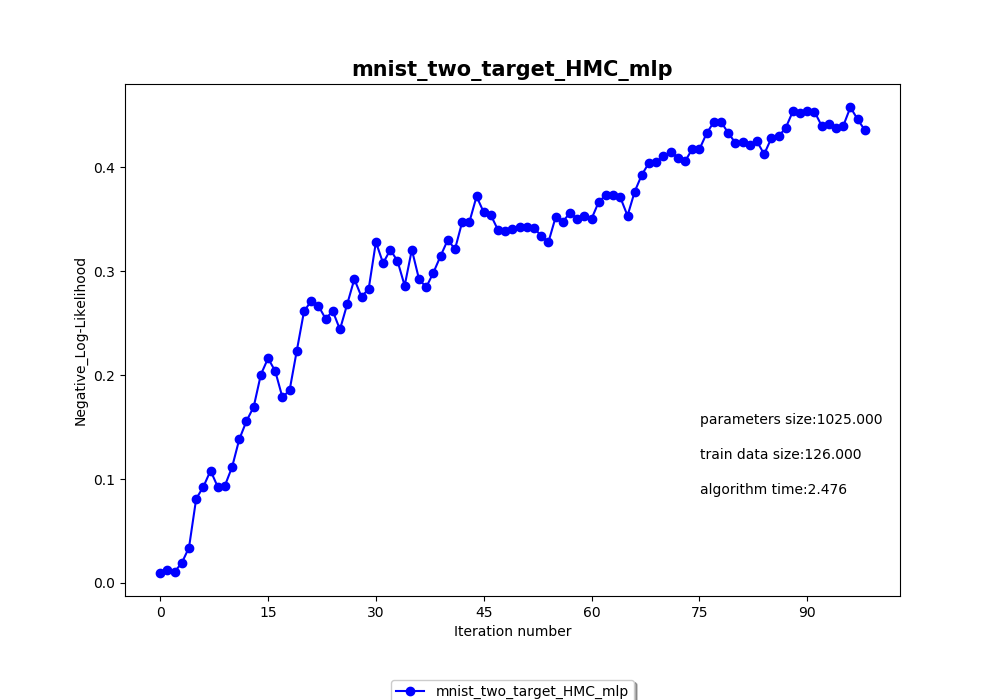 mnist_two_target_HMC_mlp
Negative_Log-Likelihood
0.4
0.3
0.2
0.1
0.0
parameters size:1025.000
train data size:126.000
algorithm time:2.476
0 15 30 45 60 75 90
Iteration number
mnist_two_target_HMC_mlp